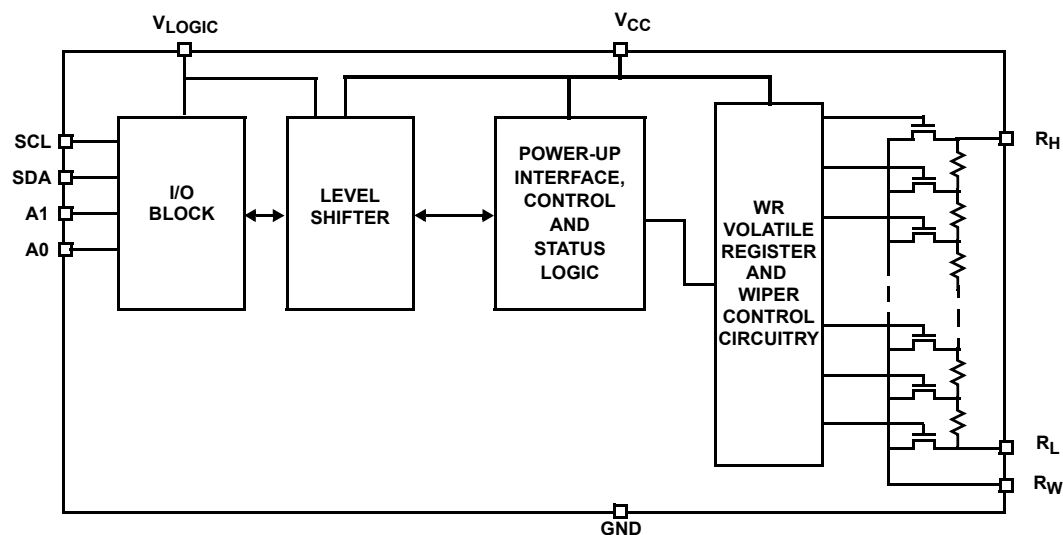 VLOGIC
VCC
SCL
SDA
A1
A0
I/O
BLOCK
LEVEL
SHIFTER
POWER-UP
INTERFACE,
CONTROL
AND
STATUS
LOGIC
WR
VOLATILE
REGISTER
AND
WIPER
CONTROL
CIRCUITRY
RH
RL
RW
GND